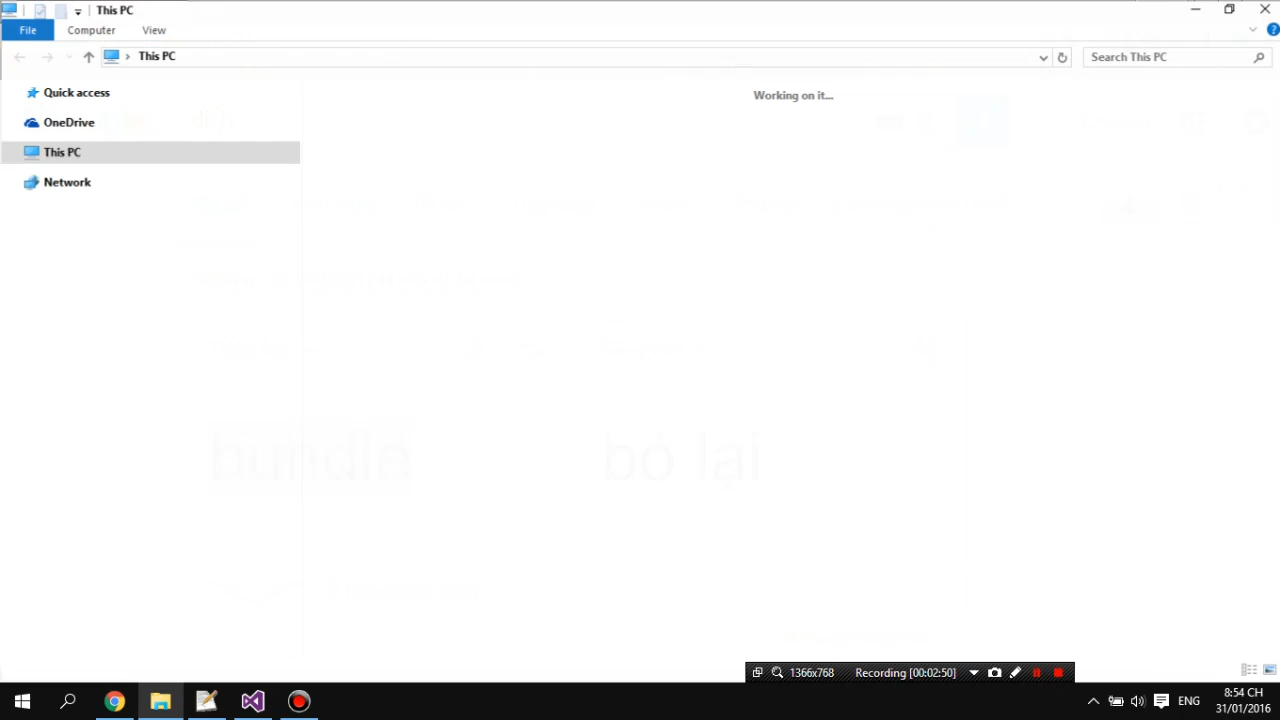 This PC
File Computer View
This PC Search This PC
Quick access
Working on it...
OneDrive
This PC
Network
bundle bỏ lại
1366x768 Recording [00:02:50]
ENG
8:54 CH
31/01/2016